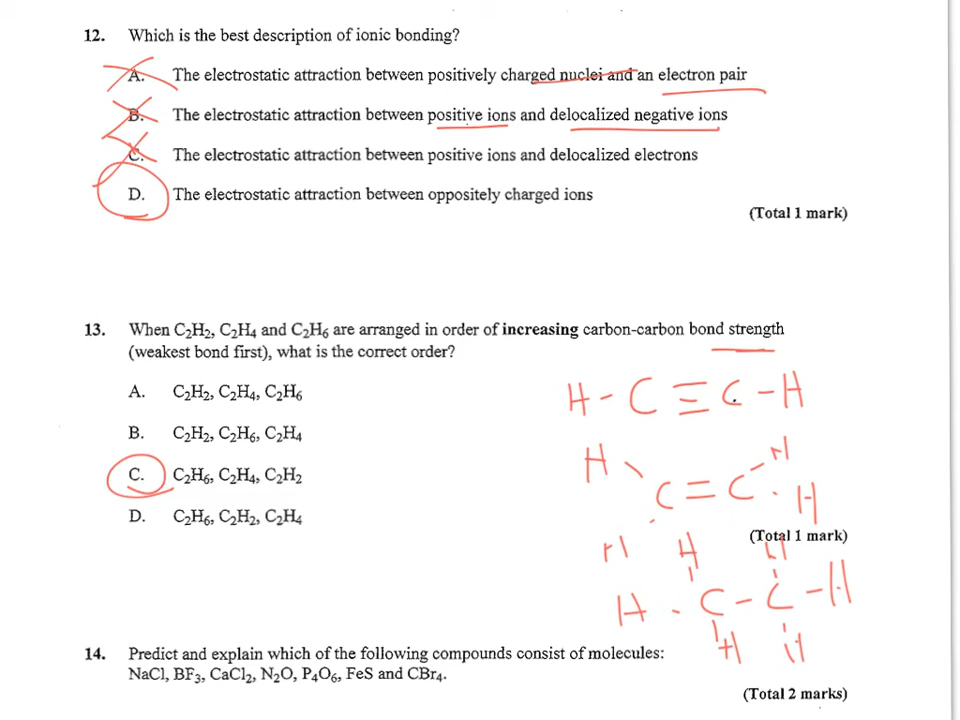 12. Which is the best description of ionic bonding?
A. The electrostatic attraction between positively charged nuclei and an electron pair
B. The electrostatic attraction between positive ions and delocalized negative ions
C. The electrostatic attraction between positive ions and delocalized electrons
D. The electrostatic attraction between oppositely charged ions
(Total 1 mark)
13. When C₂H₂, C₂H₄ and C₂H₆ are arranged in order of increasing carbon-carbon bond strength
(weakest bond first), what is the correct order?
A. C₂H₂, C₂H₄, C₂H₆
B. C₂H₂, C₂H₆, C₂H₄
C. C₂H₆, C₂H₄, C₂H₂
D. C₂H₆, C₂H₂, C₂H₄
H - C ≡ C - H
H H
C = C
H H
(Total 1 mark)
H H
H - C - C - H
H H
14. Predict and explain which of the following compounds consist of molecules:
NaCl, BF₃, CaCl₂, N₂O, P₄O₆, FeS and CBr₄.
(Total 2 marks)